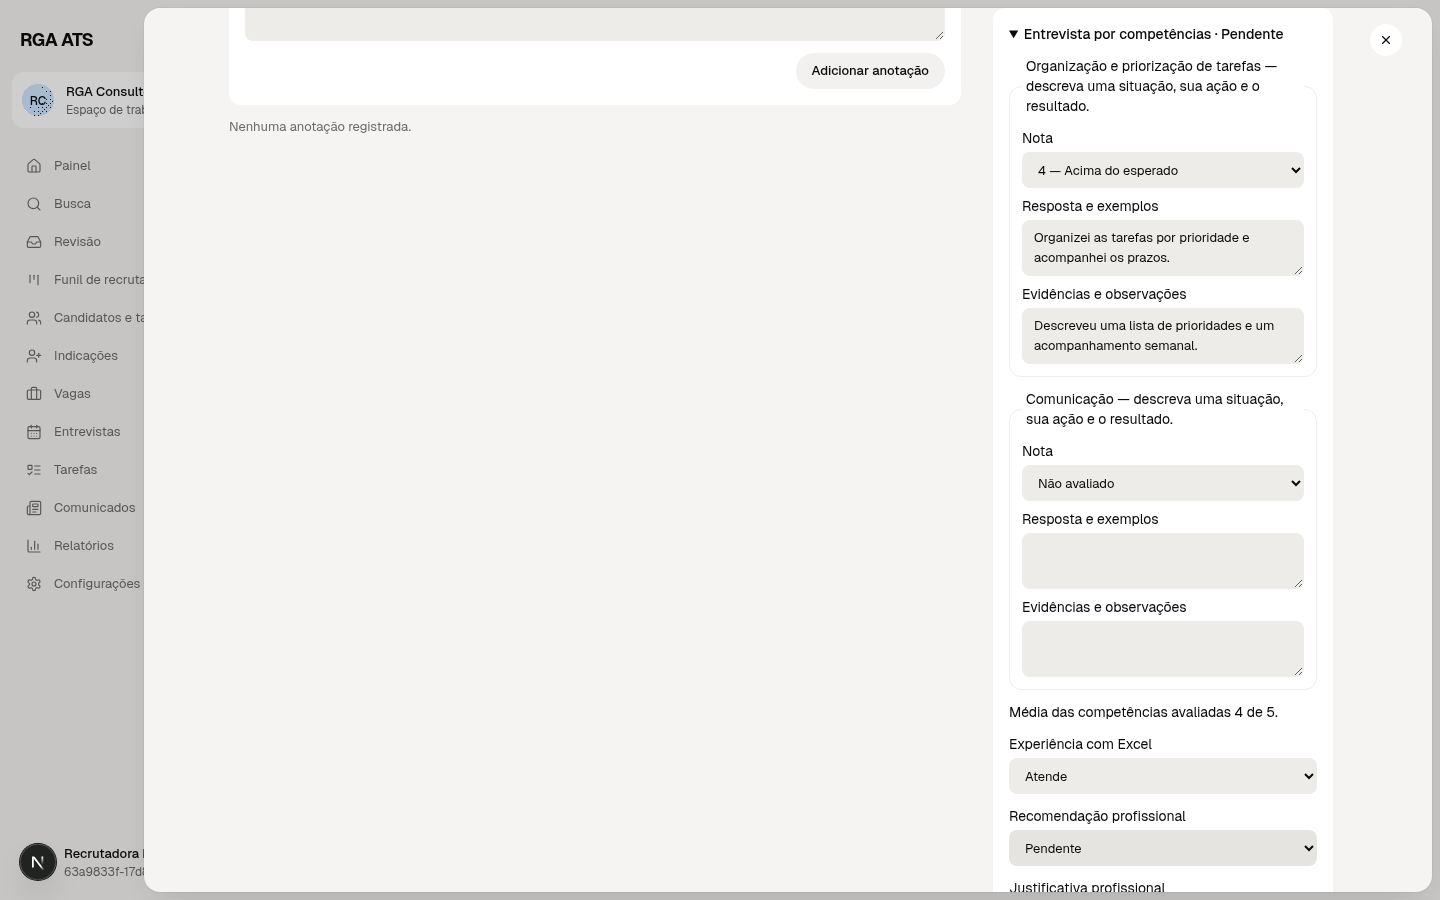 RGA ATS
RC
RGA Consult
Espaço de trab
Painel
Busca
Revisão
Funil de recruta
Candidatos e ta
Indicações
Vagas
Entrevistas
Tarefas
Comunicados
Relatórios
Configurações
N
Recrutadora
63a9833f-17d8
Adicionar anotação
Nenhuma anotação registrada.
▼ Entrevista por competências · Pendente
Organização e priorização de tarefas —
descreva uma situação, sua ação e o
resultado.
Nota
4 — Acima do esperado
Resposta e exemplos
Organizei as tarefas por prioridade e
acompanhei os prazos.
Evidências e observações
Descreveu uma lista de prioridades e um
acompanhamento semanal.
Comunicação — descreva uma situação,
sua ação e o resultado.
Nota
Não avaliado
Resposta e exemplos
Evidências e observações
Média das competências avaliadas 4 de 5.
Experiência com Excel
Atende
Recomendação profissional
Pendente
Justificativa profissional
×